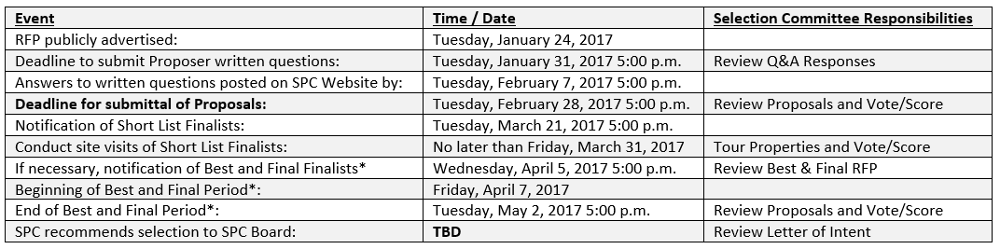 Event Time / Date Selection Committee Responsibilities
RFP publicly advertised: Tuesday, January 24, 2017
Deadline to submit Proposer written questions: Tuesday, January 31, 2017 5:00 p.m. Review Q&A Responses
Answers to written questions posted on SPC Website by: Tuesday, February 7, 2017 5:00 p.m.
Deadline for submittal of Proposals: Tuesday, February 28, 2017 5:00 p.m. Review Proposals and Vote/Score
Notification of Short List Finalists: Tuesday, March 21, 2017 5:00 p.m.
Conduct site visits of Short List Finalists: No later than Friday, March 31, 2017 Tour Properties and Vote/Score
If necessary, notification of Best and Final Finalists* Wednesday, April 5, 2017 5:00 p.m. Review Best & Final RFP
Beginning of Best and Final Period*: Friday, April 7, 2017
End of Best and Final Period*: Tuesday, May 2, 2017 5:00 p.m. Review Proposals and Vote/Score
SPC recommends selection to SPC Board: TBD Review Letter of Intent